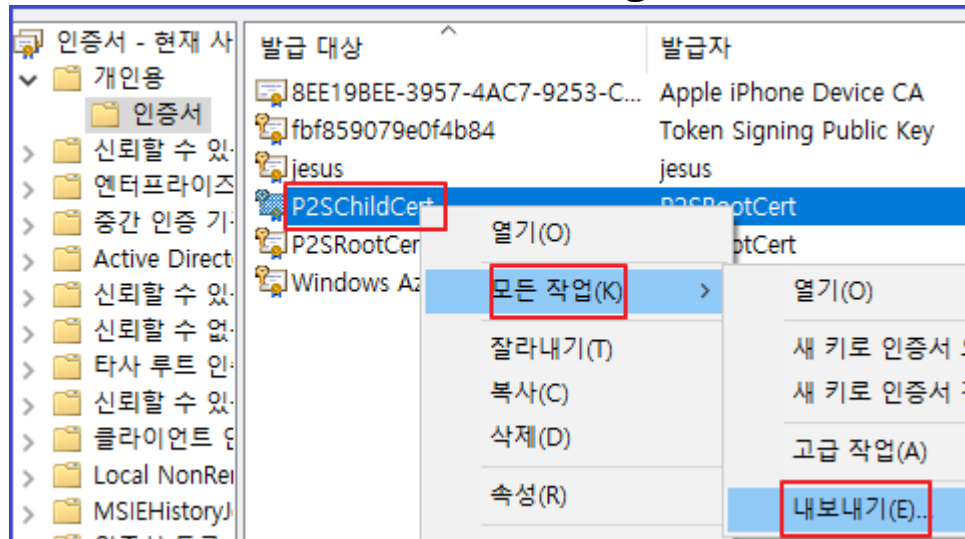 인증서 - 현재 사
발급 대상 발급자
개인용
인증서
8EE19BEE-3957-4AC7-9253-C... Apple iPhone Device CA
fbf859079e0f4b84 Token Signing Public Key
신뢰할 수 있
jesus jesus
엔터프라이즈
P2SChildCert P2SRootCert
중간 인증 기
P2SRootCer otCert
Active Direct
Windows Az
신뢰할 수 있
신뢰할 수 없
타사 루트 인
신뢰할 수 있
클라이언트 인
Local NonRe
MSIEHistoryJ
열기(O)
모든 작업(K) >
잘라내기(T)
복사(C)
삭제(D)
속성(R)
열기(O)
새 키로 인증서
새 키로 인증서
고급 작업(A)
내보내기(E)...